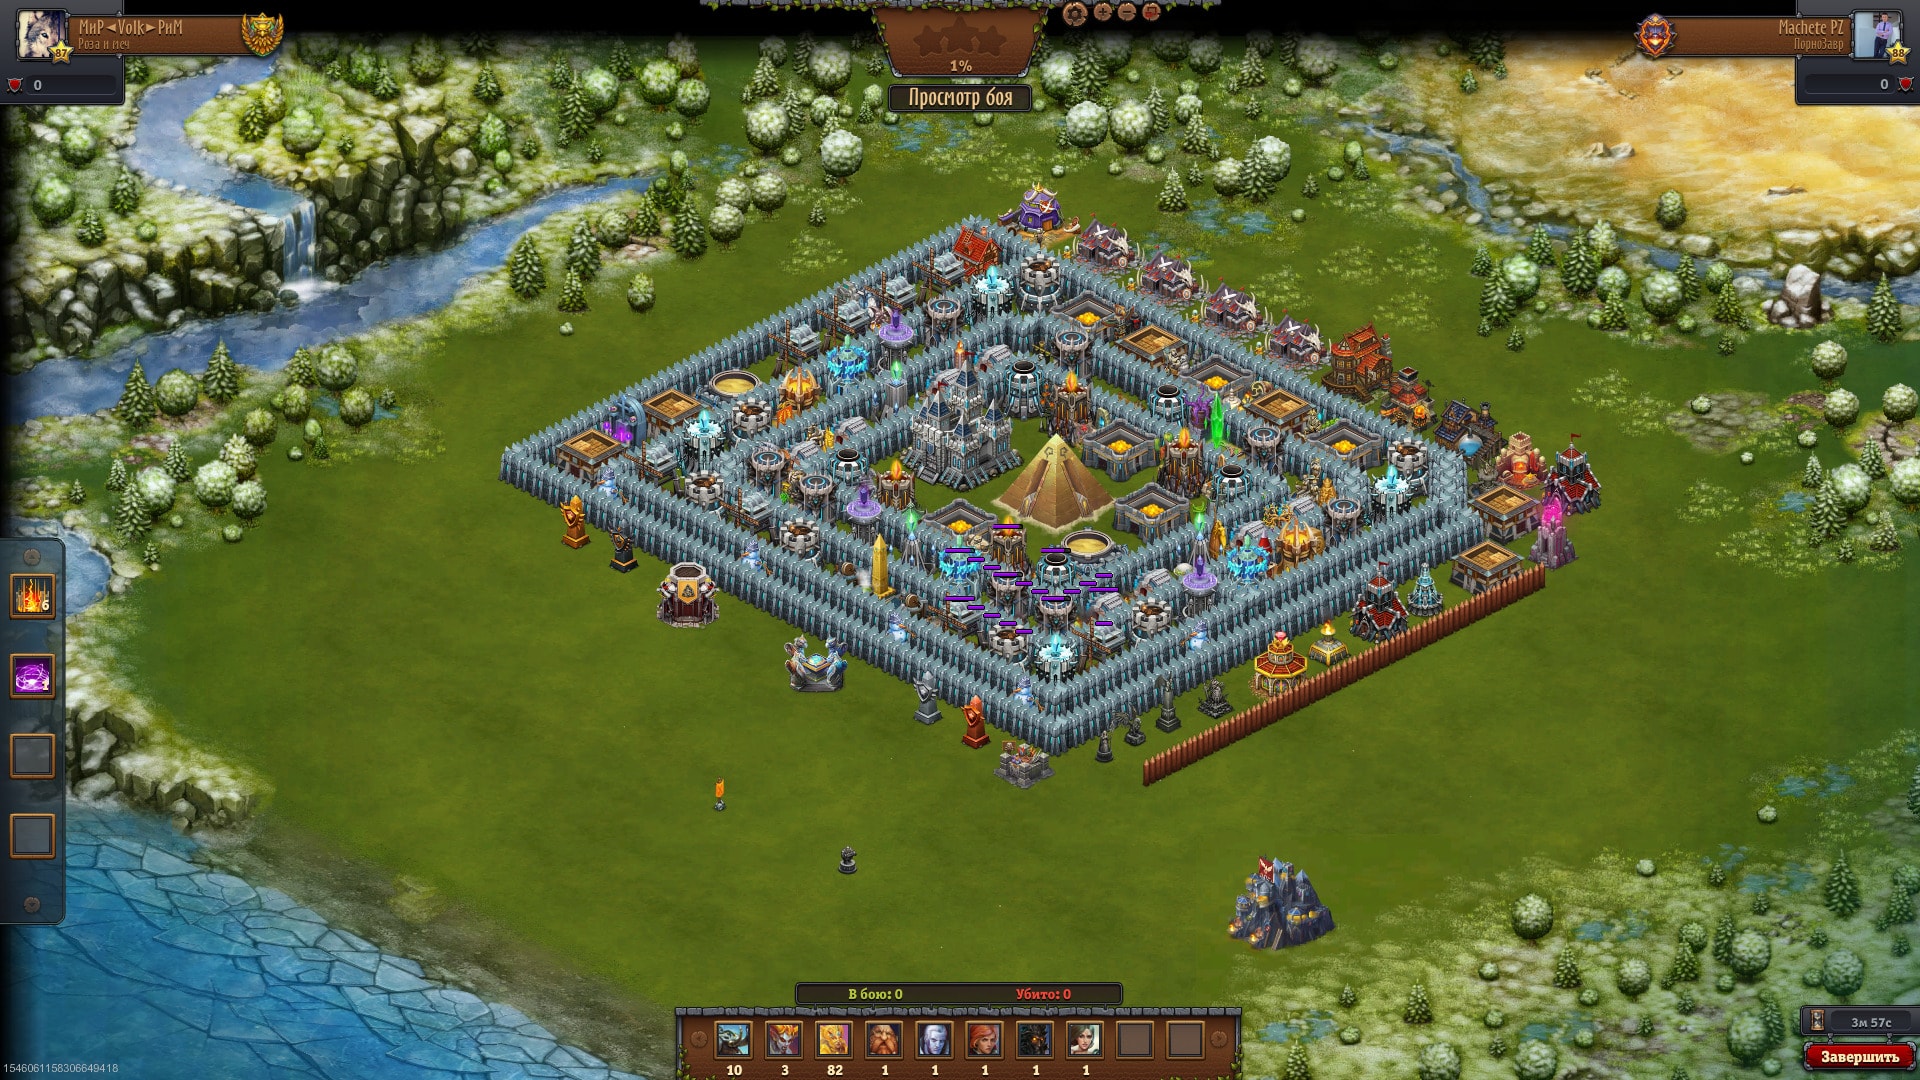 МиР◄Volk►РиМ
Роза и меч
87
0
1%
Просмотр боя
Machete PZ
ПорноЗавр
88
0
6
1
В бою: 0
Убито: 0
10
3
82
1
1
1
1
1
3м 57с
Завершить
1546061158306649418